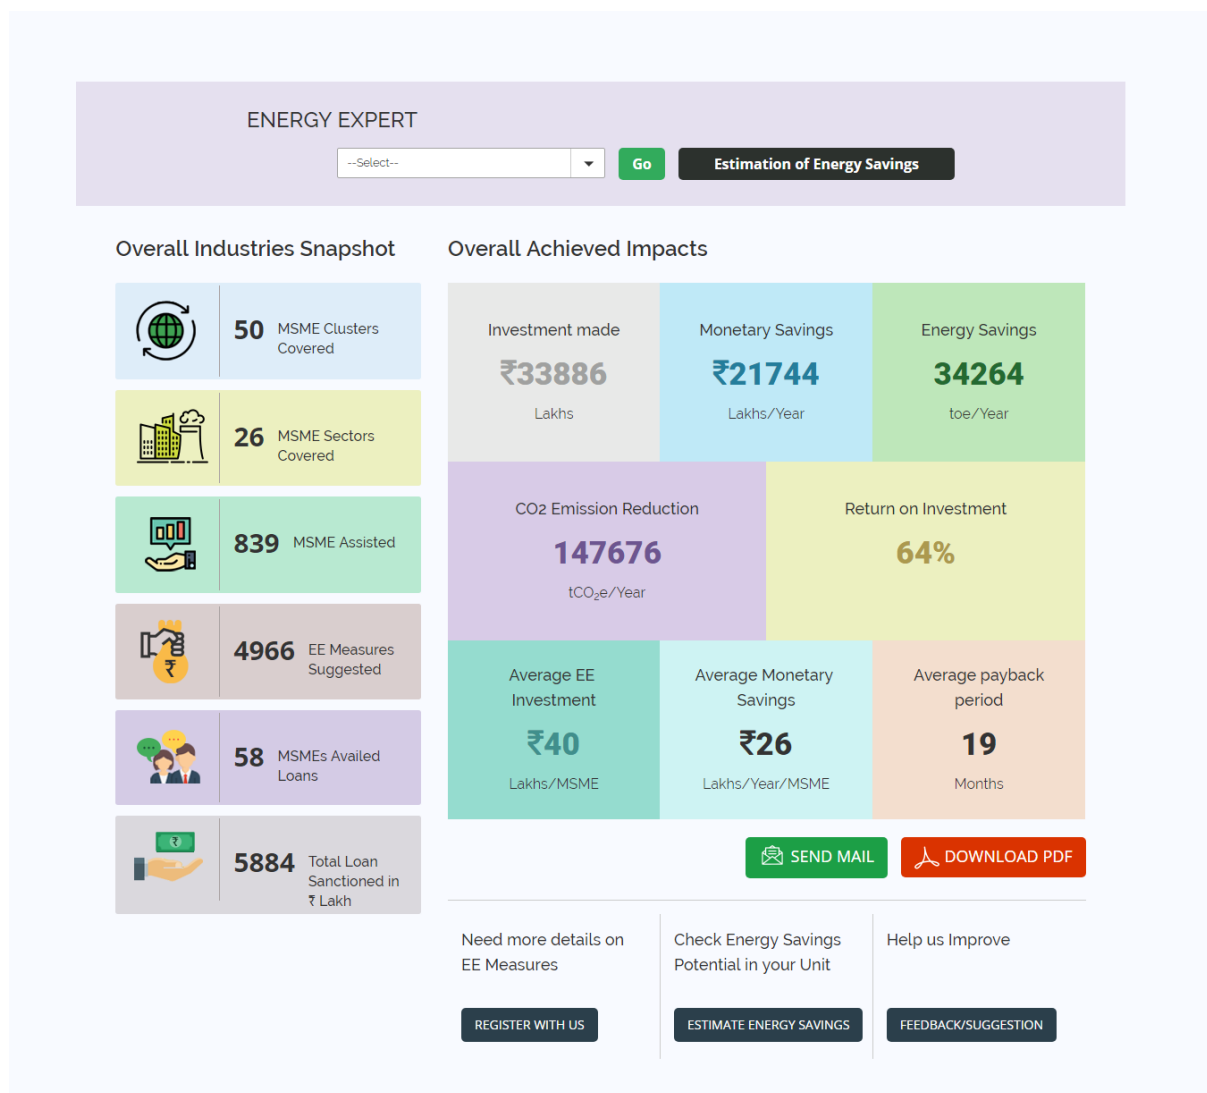 ENERGY EXPERT
--Select--
Go
Estimation of Energy Savings
Overall Industries Snapshot
50 MSME Clusters
Covered
26 MSME Sectors
Covered
839 MSME Assisted
4966 EE Measures
Suggested
58 MSMEs Availed
Loans
5884 Total Loan
Sanctioned in
₹ Lakh
Overall Achieved Impacts
Investment made
₹33886
Lakhs
Monetary Savings
₹21744
Lakhs/Year
Energy Savings
34264
toe/Year
CO2 Emission Reduction
147676
tCO₂e/Year
Return on Investment
64%
Average EE
Investment
₹40
Lakhs/MSME
Average Monetary
Savings
₹26
Lakhs/Year/MSME
Average payback
period
19
Months
SEND MAIL
DOWNLOAD PDF
Need more details on
EE Measures
REGISTER WITH US
Check Energy Savings
Potential in your Unit
ESTIMATE ENERGY SAVINGS
Help us Improve
FEEDBACK/SUGGESTION